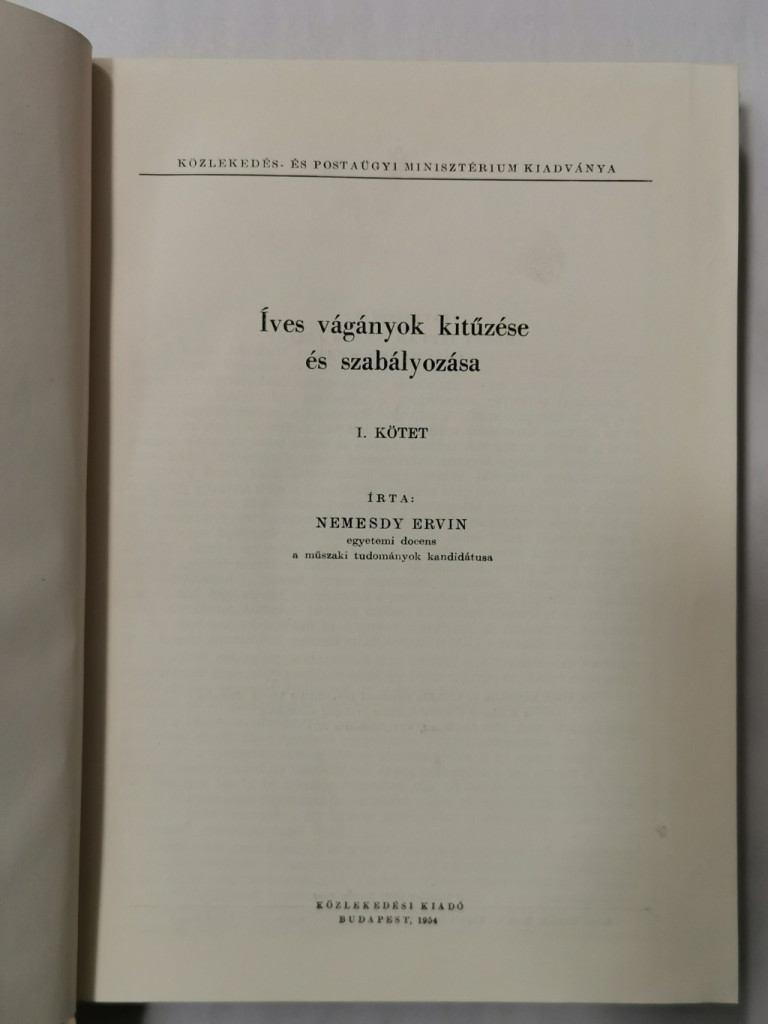 KÖZLEKEDÉS- ÉS POSTAÜGYI MINISZTÉRIUM KIADVÁNYA
Íves vágányok kitűzése
és szabályozása
I. KÖTET
ÍRTA:
NEMESDY ERVIN
egyetemi docens
a műszaki tudományok kandidátusa
KÖZLEKEDÉSI KIADÓ
BUDAPEST, 1954